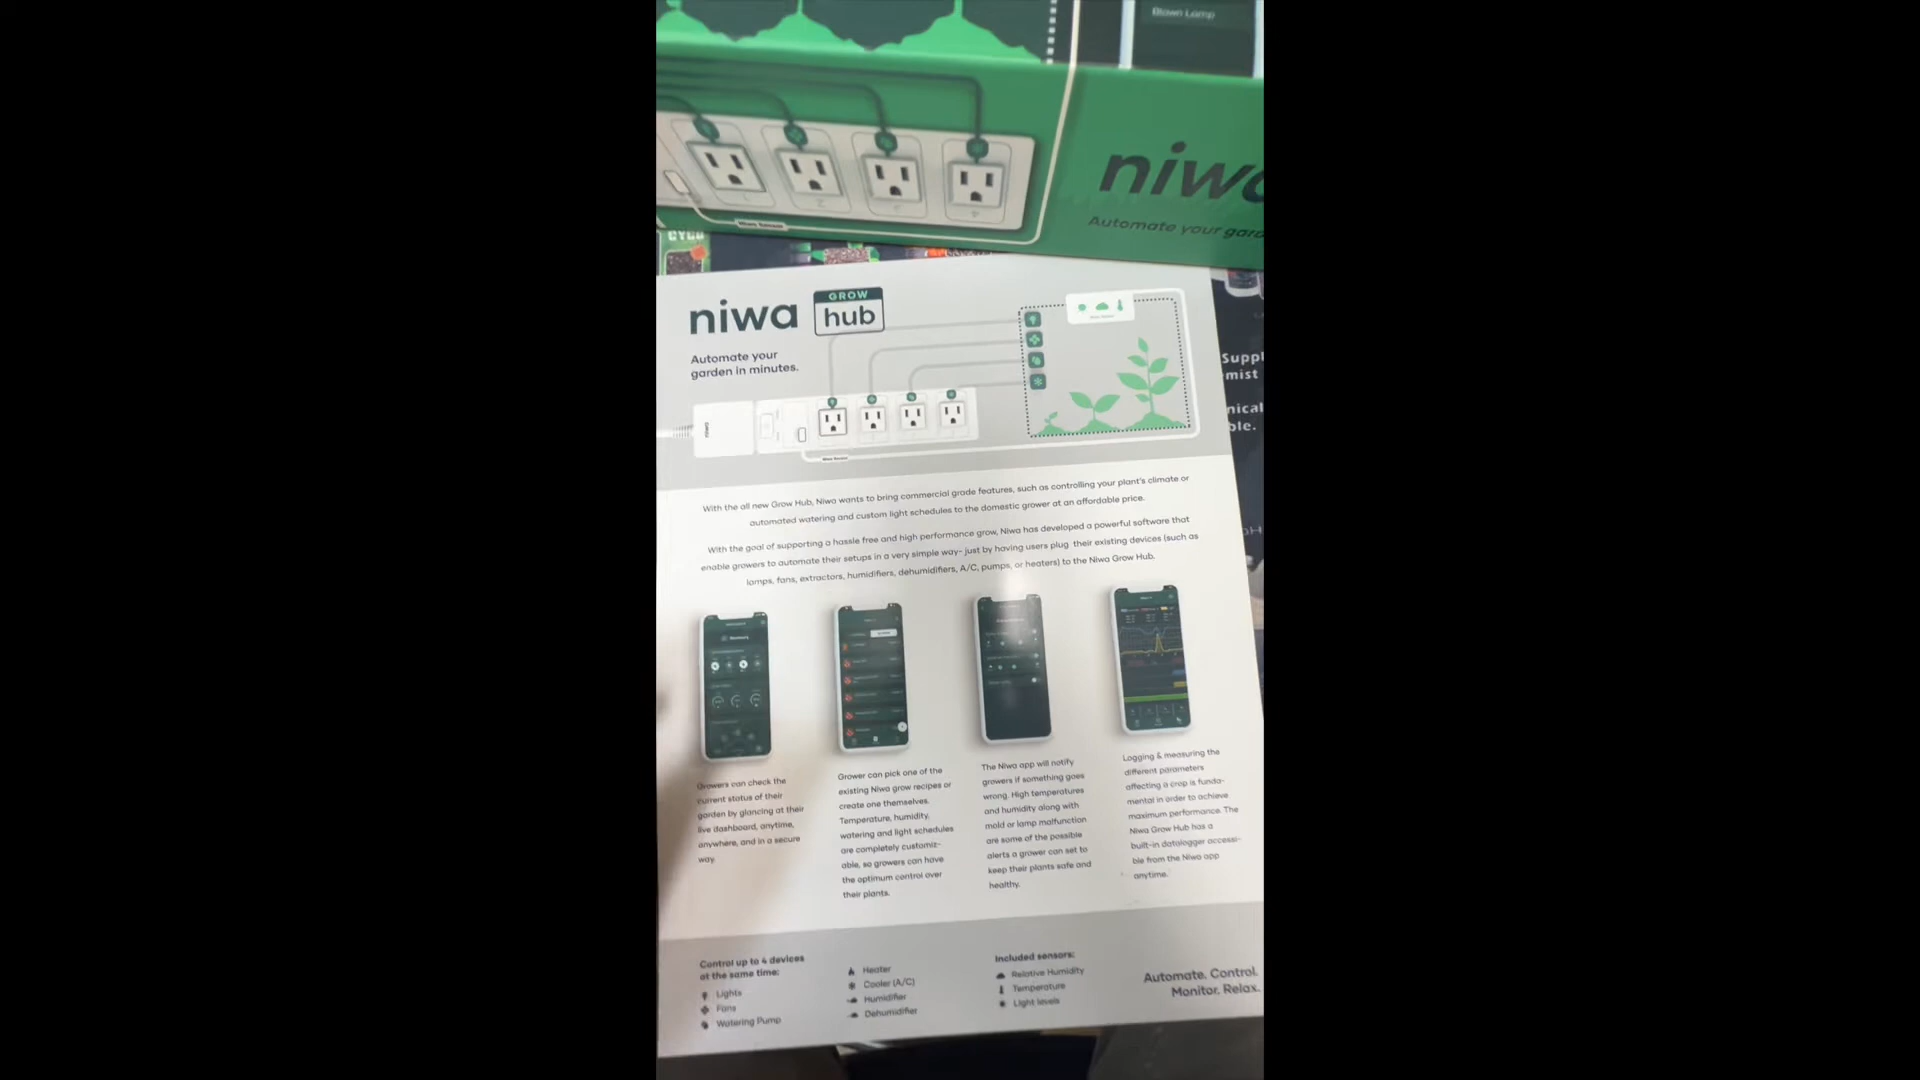 Blown Lamp
niwa
Automate your gard
Niwa Sensor
niwa
GROW
hub
Automate your
garden in minutes.
niwa
Suppl
mist
nical
ble.
With the all new Grow Hub, Niwa wants to bring commercial grade features, such as controlling your plant's climate or
automated watering and custom light schedules to the domestic grower at an affordable price.
With the goal of supporting a hassle free and high performance grow, Niwa has developed a powerful software that
enable growers to automate their setups in a very simple way- just by having users plug their existing devices (such as
lamps, fans, extractors, humidifiers, dehumidifiers, A/C, pumps, or heaters) to the Niwa Grow Hub.
Growers can check the
current status of their
garden by glancing at their
live dashboard, anytime,
anywhere, and in a secure
way.
Grower can pick one of the
existing Niwa grow recipes or
create one themselves.
Temperature, humidity,
watering and light schedules
are completely customiz-
able, so growers can have
the optimum control over
their plants.
The Niwa app will notify
growers if something goes
wrong. High temperatures
and humidity along with
mold or lamp malfunction
are some of the possible
alerts a grower can set to
keep their plants safe and
healthy.
Logging & measuring the
different parameters
affecting a crop is funda-
mental in order to achieve
maximum performance. The
Niwa Grow Hub has a
built-in datalogger accessi-
ble from the Niwa app
anytime.
Control up to 4 devices
at the same time:
Lights
Fans
Watering Pump
Heater
Cooler (A/C)
Humidifier
Dehumidifier
Included sensors:
Relative Humidity
Temperature
Light levels
Automate. Control.
Monitor. Relax.